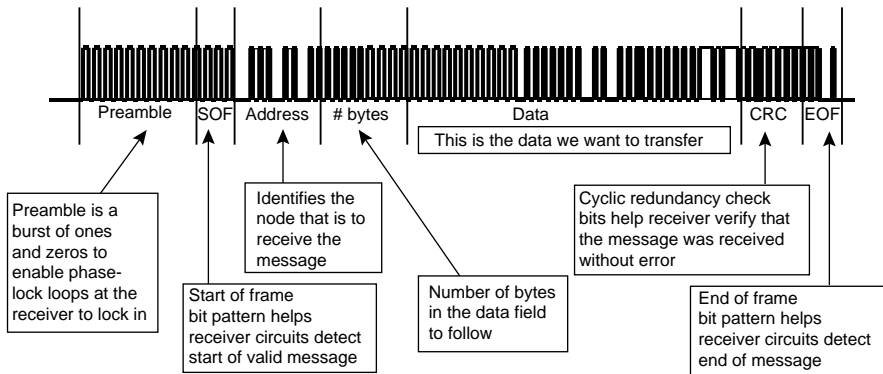 Preamble
SOF
Address
# bytes
Data
CRC
EOF
This is the data we want to transfer
Preamble is a
burst of ones
and zeros to
enable phase-
lock loops at the
receiver to lock in
Start of frame
bit pattern helps
receiver circuits detect
start of valid message
Identifies the
node that is to
receive the
message
Number of bytes
in the data field
to follow
Cyclic redundancy check
bits help receiver verify that
the message was received
without error
End of frame
bit pattern helps
receiver circuits detect
end of message